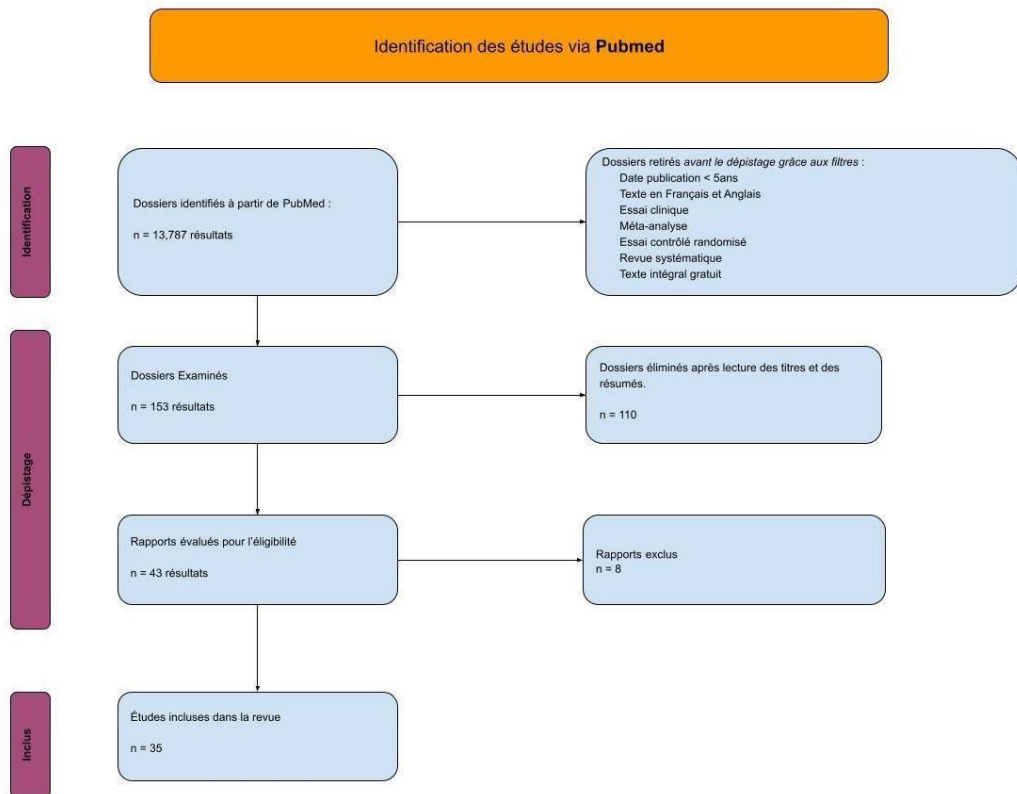 Identification des études via Pubmed
Identification
Dossiers identifiés à partir de PubMed :
n = 13,787 résultats
Dossiers retirés avant le dépistage grâce aux filtres :
Date publication < 5ans
Texte en Français et Anglais
Essai clinique
Méta-analyse
Essai contrôlé randomisé
Revue systématique
Texte intégral gratuit
Dépistage
Dossiers Examinés
n = 153 résultats
Dossiers éliminés après lecture des titres et des
résumés.
n = 110
Rapports évalués pour l'éligibilité
n = 43 résultats
Rapports exclus
n = 8
Inclus
Études incluses dans la revue
n = 35